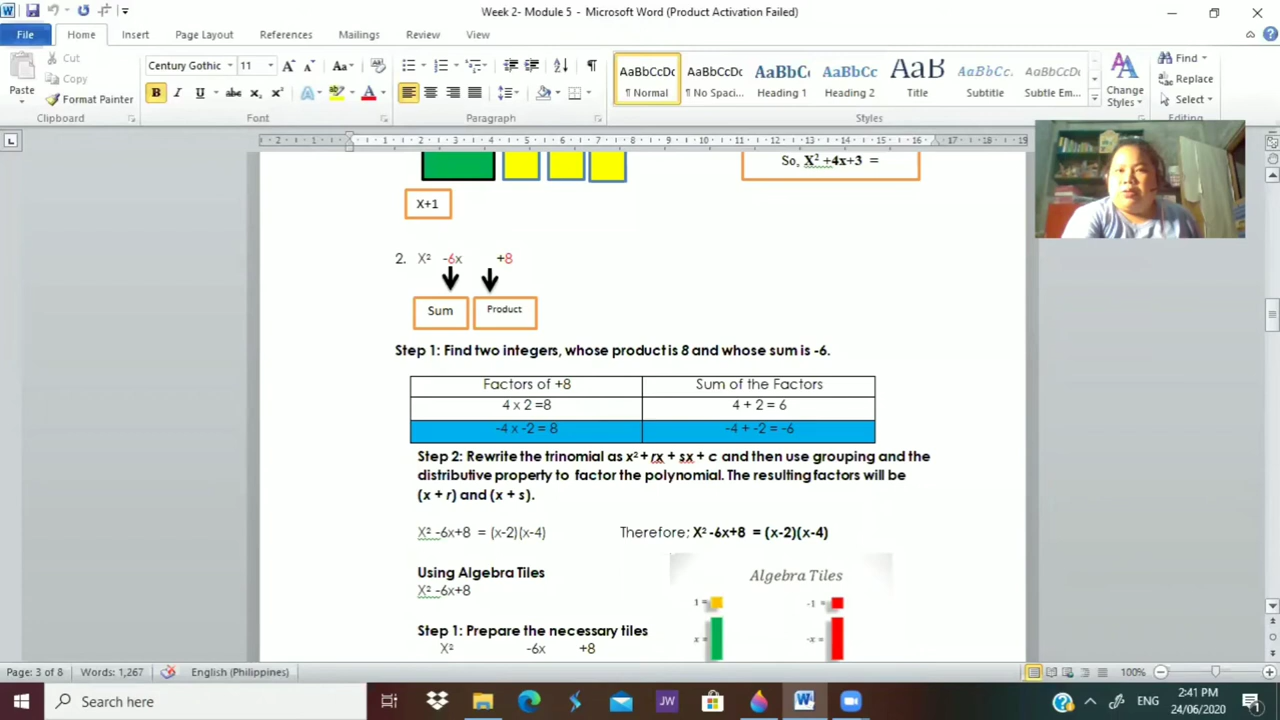 Week 2- Module 5 - Microsoft Word (Product Activation Failed)
File Home Insert Page Layout References Mailings Review View
Paste
Cut
Copy
Format Painter
Clipboard
Century Gothic 11
B I U abc x₂ x²
Font
Paragraph
AaBbCcDc AaBbCcDc AaBbC AaBbCc AaB AaBbCcI AaBbCcDc
¶ Normal ¶ No Spaci... Heading 1 Heading 2 Title Subtitle Subtle Em...
Styles
Change
Styles
Find
Replace
Select
Editing
So, X² +4x+3 =
X+1
2. X² -6x +8
Sum Product
Step 1: Find two integers, whose product is 8 and whose sum is -6.
Factors of +8 Sum of the Factors
4 x 2 =8 4 + 2 = 6
-4 x -2 = 8 -4 + -2 = -6
Step 2: Rewrite the trinomial as x² + rx + sx + c and then use grouping and the
distributive property to factor the polynomial. The resulting factors will be
(x + r) and (x + s).
X² -6x+8 = (x-2)(x-4) Therefore; X² -6x+8 = (x-2)(x-4)
Using Algebra Tiles
X² -6x+8
Algebra Tiles
1 = -1 =
x = -x =
Step 1: Prepare the necessary tiles
X² -6x +8
Page: 3 of 8 Words: 1,267 English (Philippines) 100%
Search here
JW
W
ENG
2:41 PM
24/06/2020